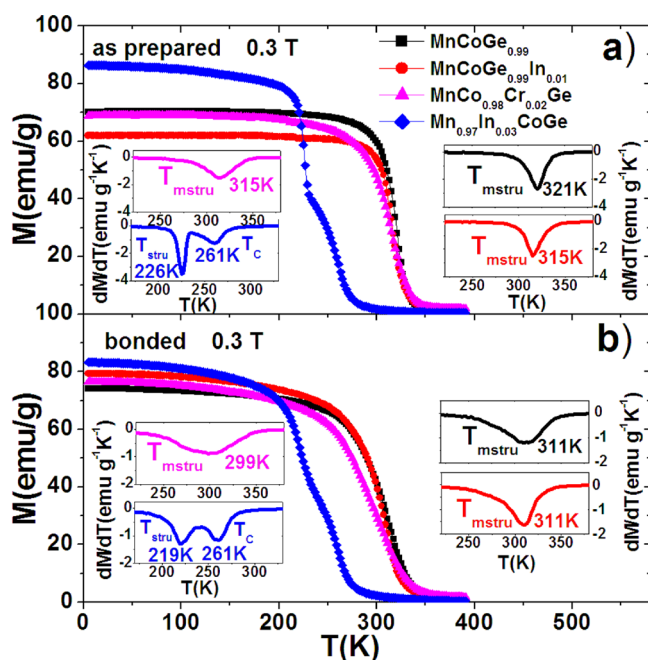 as prepared 0.3 T a)
MnCoGe0.99
MnCoGe0.99In0.01
MnCo0.98Cr0.02Ge
Mn0.97In0.03CoGe
100
80
60
40
20
100
M(emu/g)
0
-2
-4
Tmstru 315K
0
-2
-4
Tstru 226K
261K TC
200 250 300
T(K)
dM/dT(emu g-1K-1)
0
-2
Tmstru 321K
0
-2
-4
Tmstru 315K
250 300 350
T(K)
dM/dT(emu g-1K-1)
bonded 0.3 T b)
80
60
40
20
0
M(emu/g)
0
-1
-2
Tmstru 299K
150 200 250 300 350
0
-1
-2
Tstru 219K
261K TC
200 250 300
T(K)
dM/dT(emu g-1K-1)
0
-1
-2
Tmstru 311K
0
-1
-2
Tmstru 311K
250 300 350
T(K)
dM/dT(emu g-1K-1)
0 100 200 300 400 500
T(K)